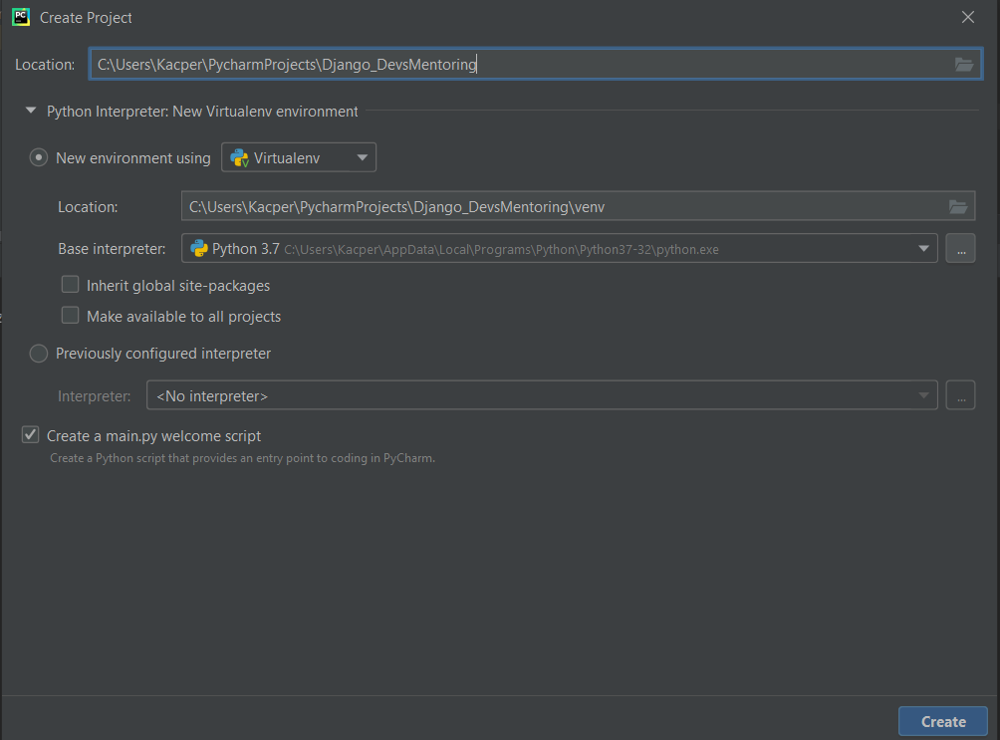 PC
Create Project
Location: C:\Users\Kacper\PycharmProjects\Django_DevsMentoring
Python Interpreter: New Virtualenv environment
New environment using Virtualenv
Location: C:\Users\Kacper\PycharmProjects\Django_DevsMentoring\venv
Base interpreter: Python 3.7 C:\Users\Kacper\AppData\Local\Programs\Python\Python37-32\python.exe ...
Inherit global site-packages
Make available to all projects
Previously configured interpreter
Interpreter: <No interpreter> ...
Create a main.py welcome script
Create a Python script that provides an entry point to coding in PyCharm.
Create